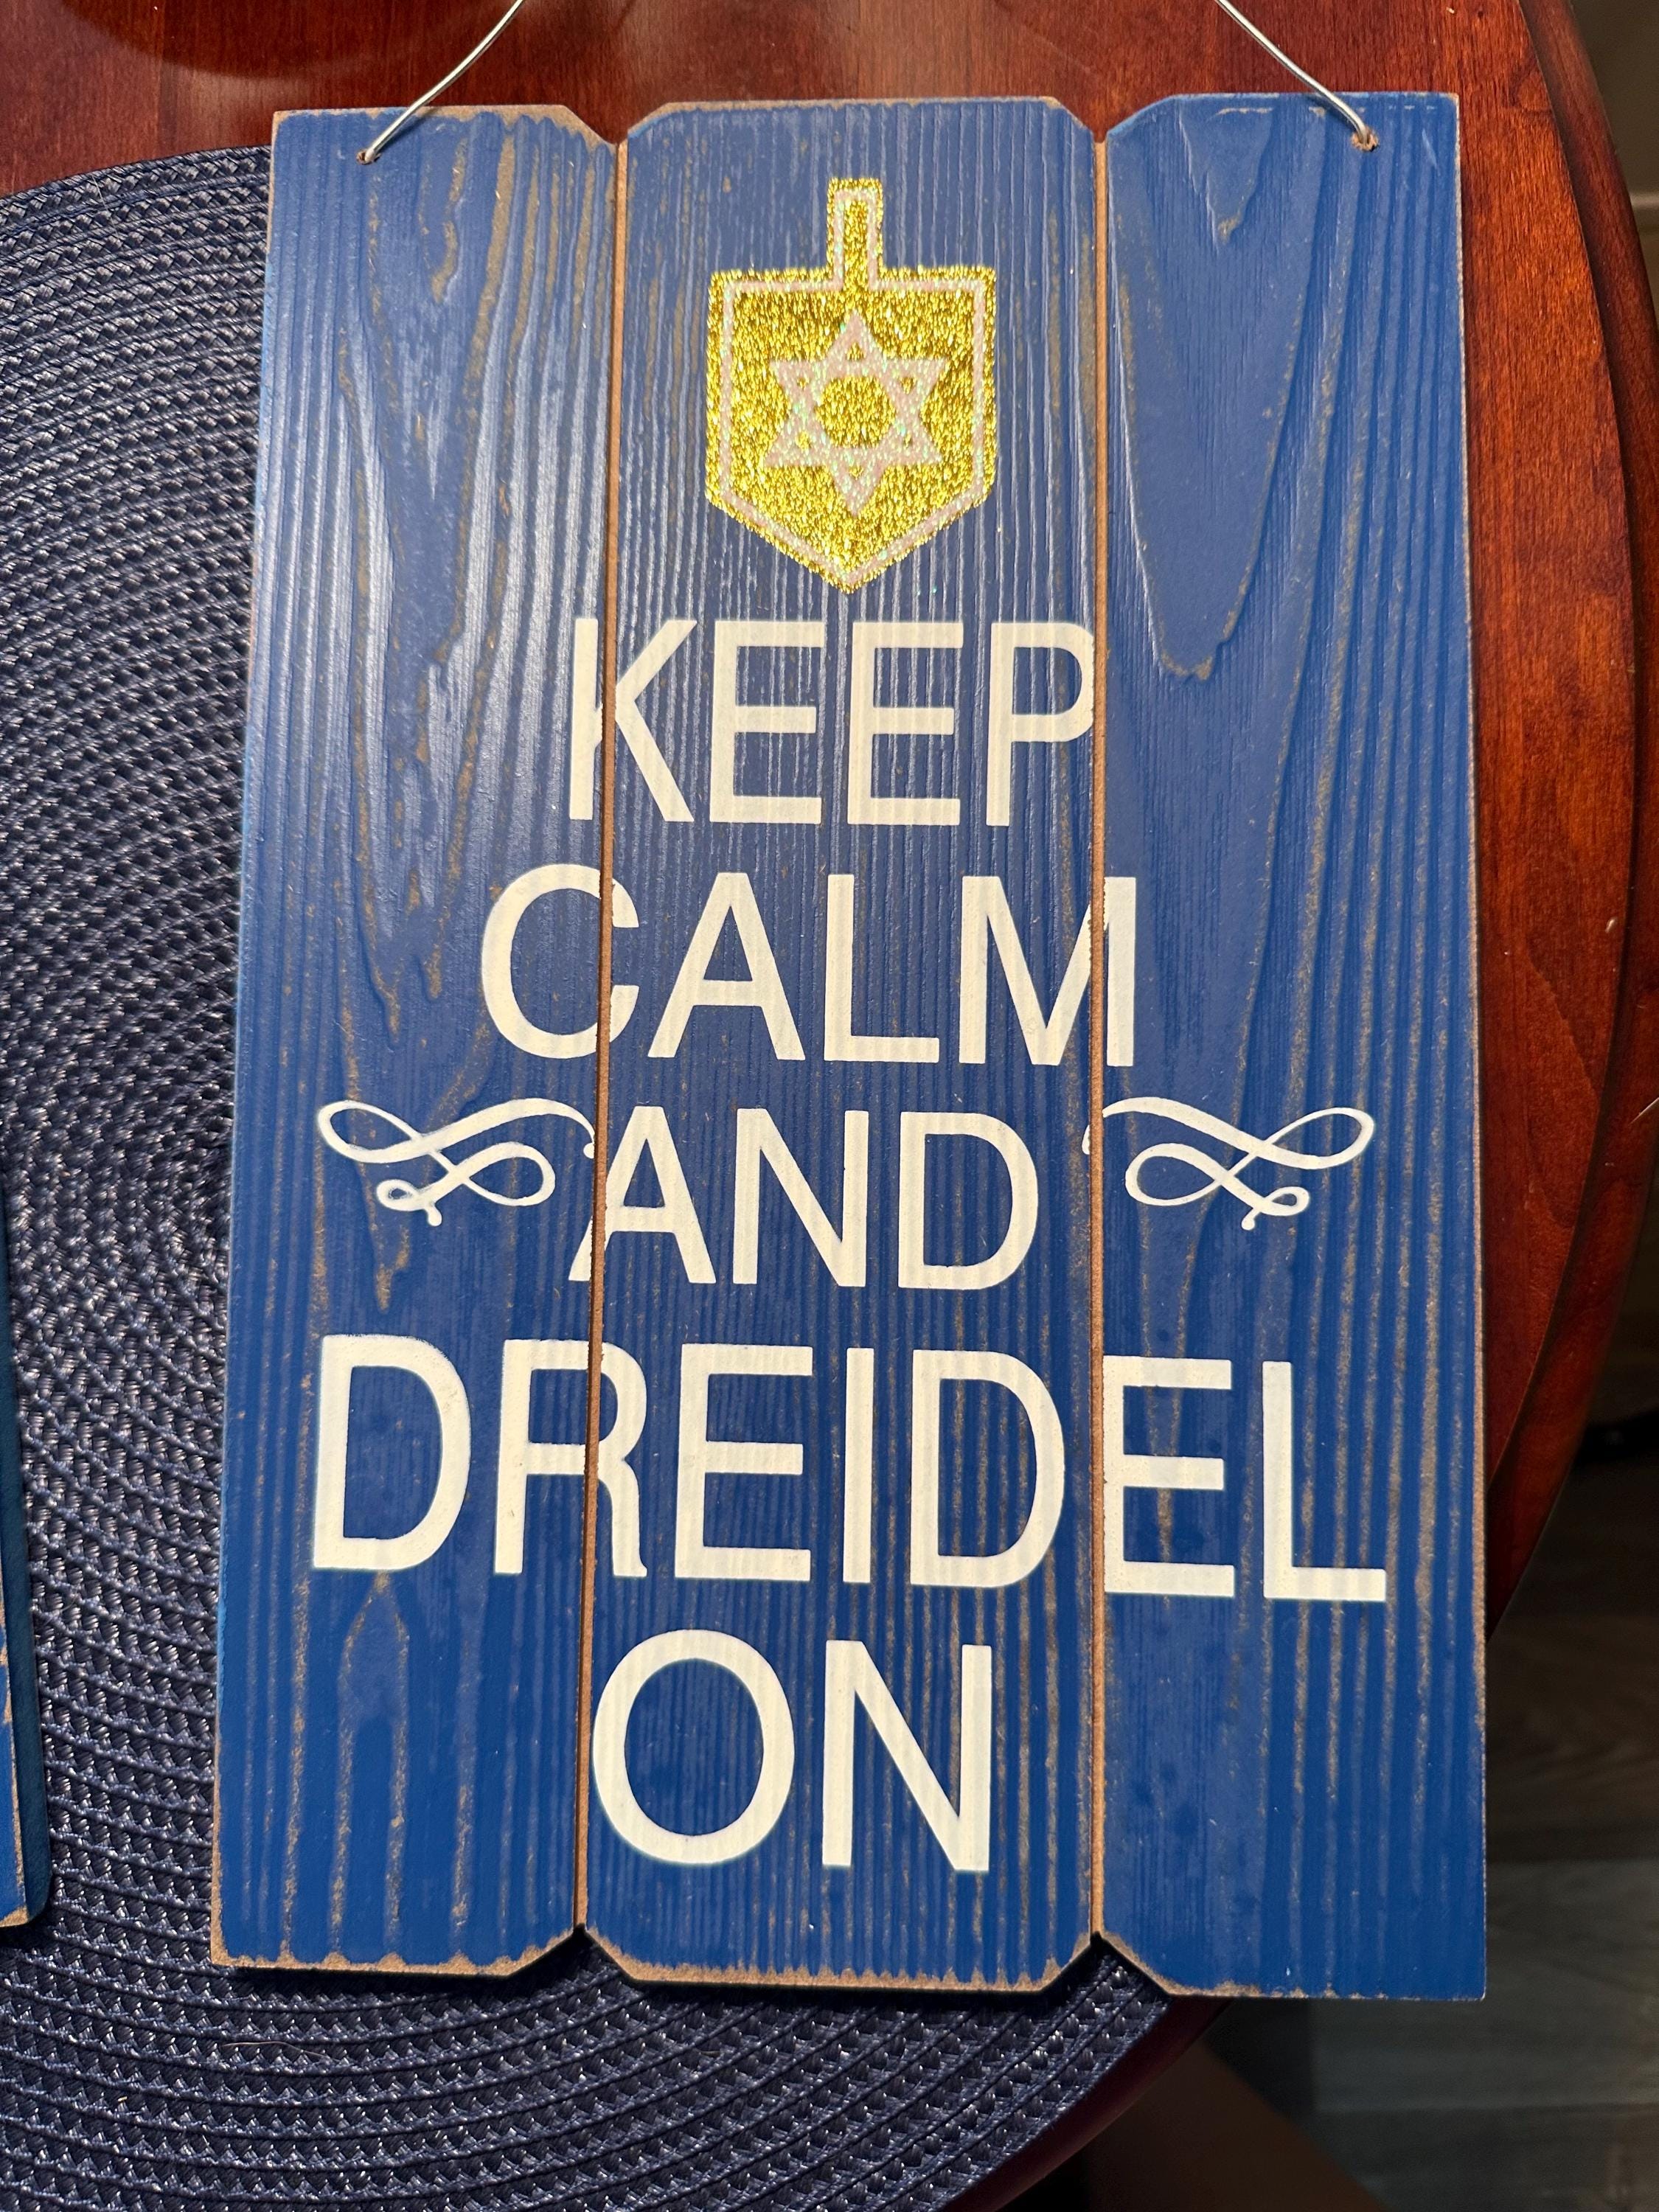 KEEP
CALM
AND
DREIDEL
ON